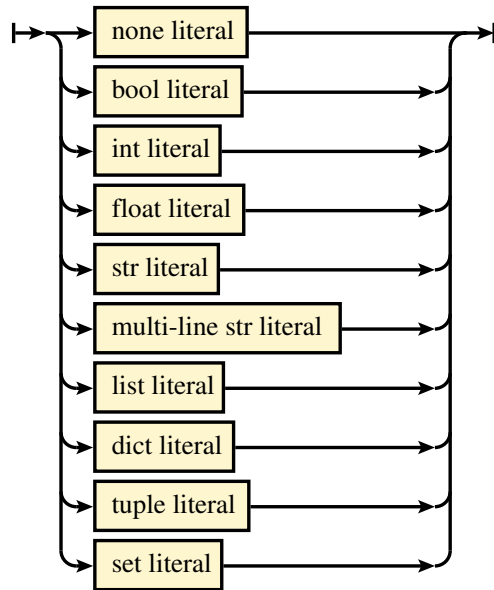 none literal
bool literal
int literal
float literal
str literal
multi-line str literal
list literal
dict literal
tuple literal
set literal